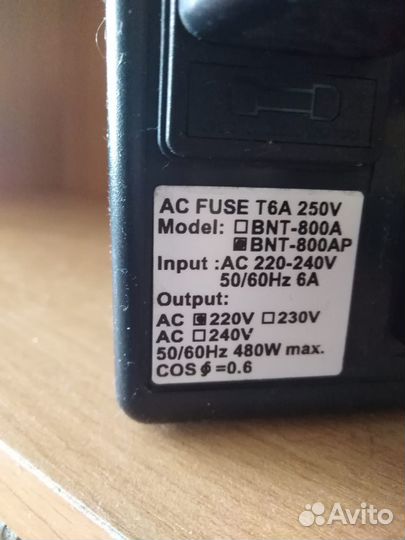 AC FUSE T6A 250V
Model: ☐BNT-800A
☑BNT-800AP
Input :AC 220-240V
50/60Hz 6A
Output:
AC ☑220V ☐230V
AC ☐240V
50/60Hz 480W max.
COS ∮=0.6
Avito